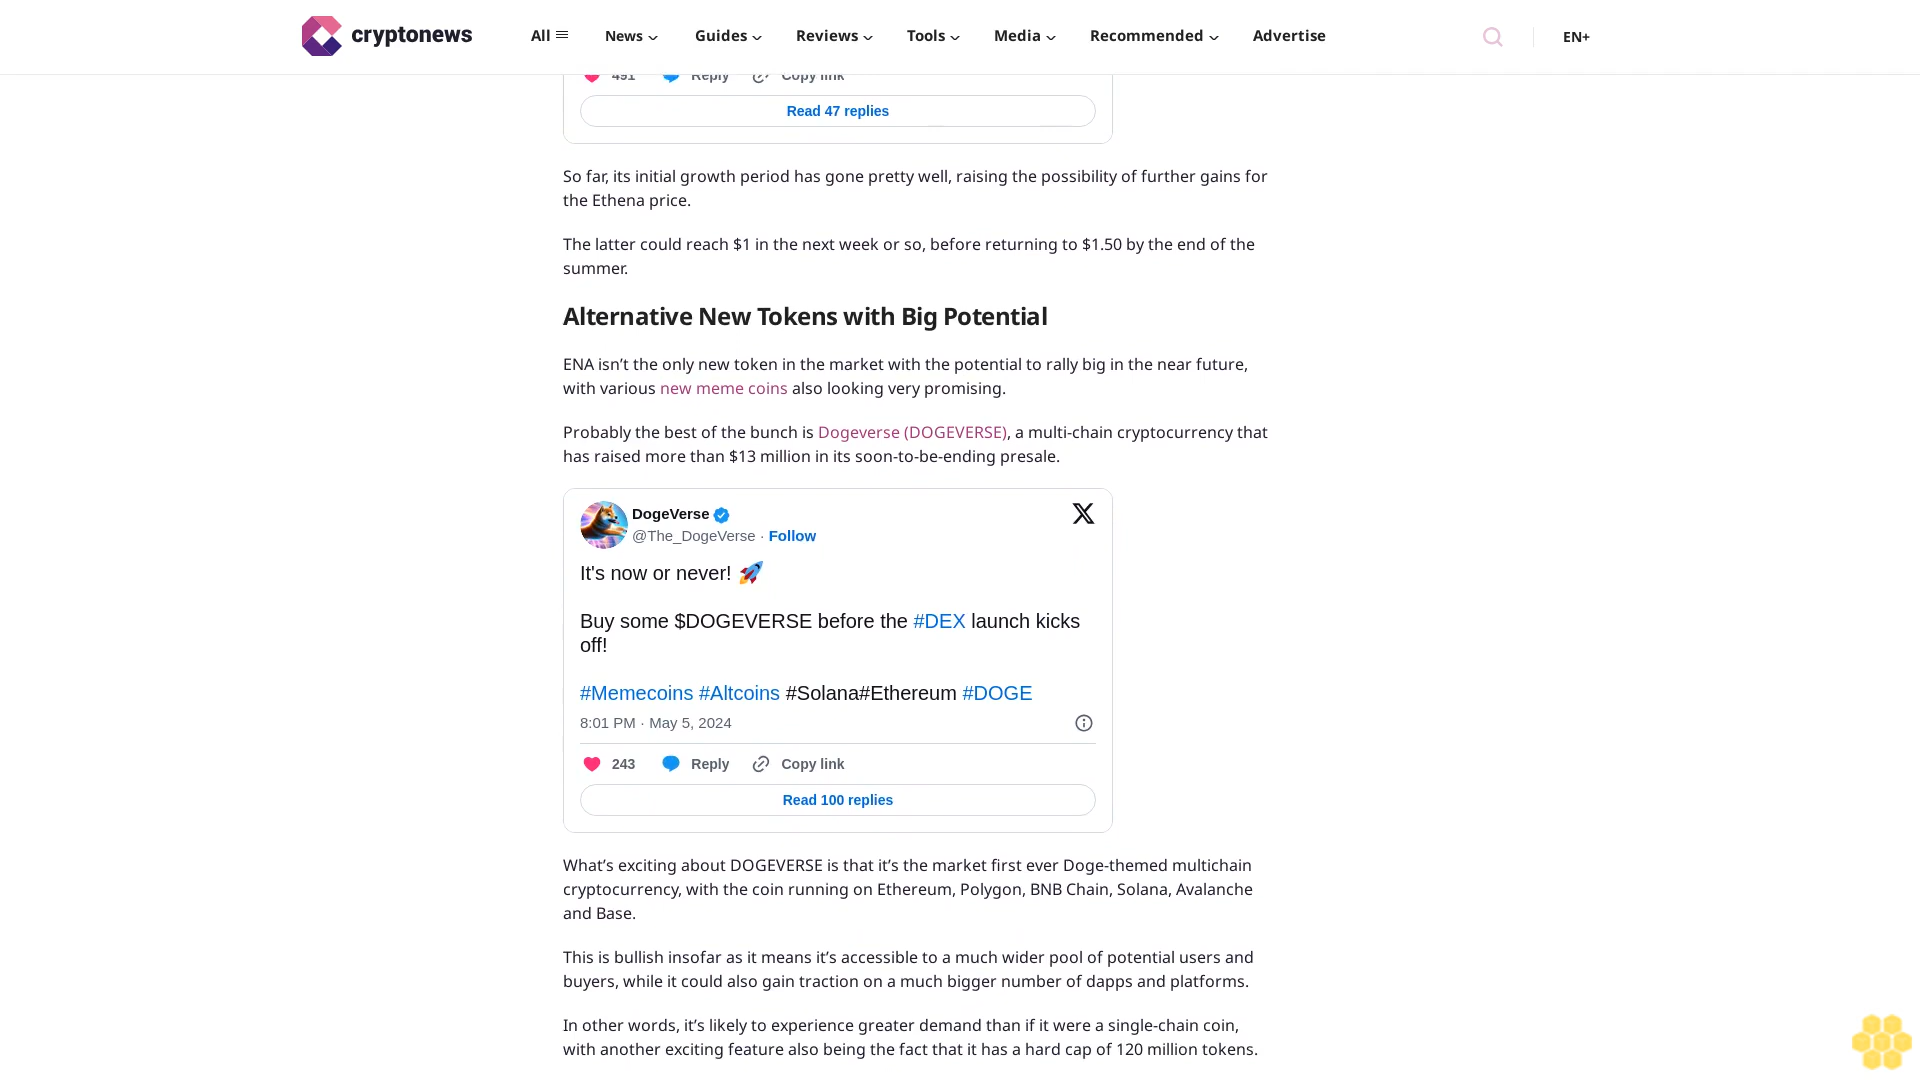 cryptonews
All
News
Guides
Reviews
Tools
Media
Recommended
Advertise
EN+
491
Reply
Copy link
Read 47 replies
So far, its initial growth period has gone pretty well, raising the possibility of further gains for
the Ethena price.
The latter could reach $1 in the next week or so, before returning to $1.50 by the end of the
summer.
Alternative New Tokens with Big Potential
ENA isn’t the only new token in the market with the potential to rally big in the near future,
with various new meme coins also looking very promising.
Probably the best of the bunch is Dogeverse (DOGEVERSE), a multi-chain cryptocurrency that
has raised more than $13 million in its soon-to-be-ending presale.
DogeVerse
@The_DogeVerse · Follow
It's now or never! 🚀
Buy some $DOGEVERSE before the #DEX launch kicks
off!
#Memecoins #Altcoins #Solana#Ethereum #DOGE
8:01 PM · May 5, 2024
243
Reply
Copy link
Read 100 replies
What’s exciting about DOGEVERSE is that it’s the market first ever Doge-themed multichain
cryptocurrency, with the coin running on Ethereum, Polygon, BNB Chain, Solana, Avalanche
and Base.
This is bullish insofar as it means it’s accessible to a much wider pool of potential users and
buyers, while it could also gain traction on a much bigger number of dapps and platforms.
In other words, it’s likely to experience greater demand than if it were a single-chain coin,
with another exciting feature also being the fact that it has a hard cap of 120 million tokens.